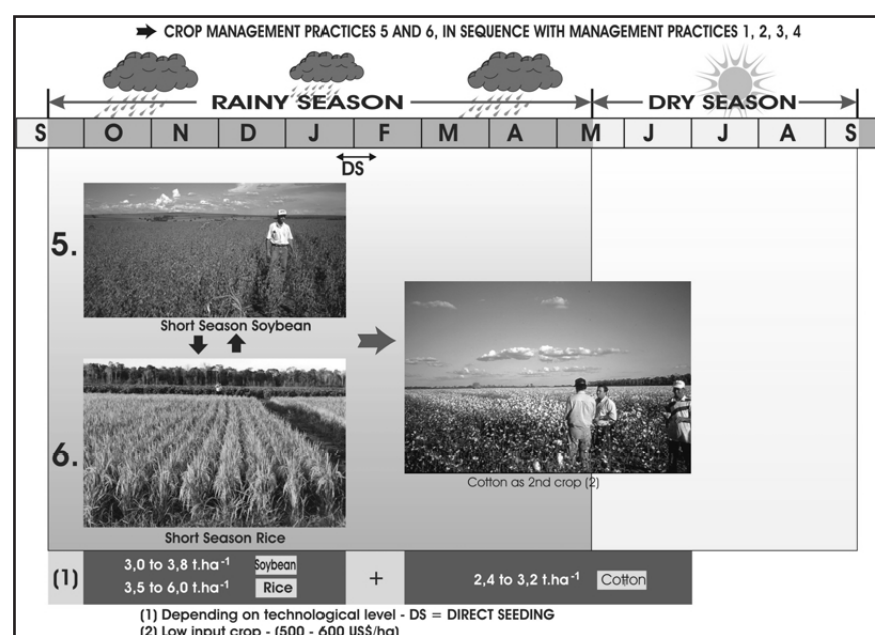 ➡ CROP MANAGEMENT PRACTICES 5 AND 6, IN SEQUENCE WITH MANAGEMENT PRACTICES 1, 2, 3, 4
RAINY SEASON DRY SEASON
S O N D J F M A M J J A S
DS
5.
Short Season Soybean
6.
Short Season Rice
Cotton as 2nd crop (2)
(1) 3,0 to 3,8 t.ha⁻¹ Soybean
3,5 to 6,0 t.ha⁻¹ Rice
+
2,4 to 3,2 t.ha⁻¹ Cotton
(1) Depending on technological level - DS = DIRECT SEEDING
(2) Low input crop - (500 - 600 US$/ha)